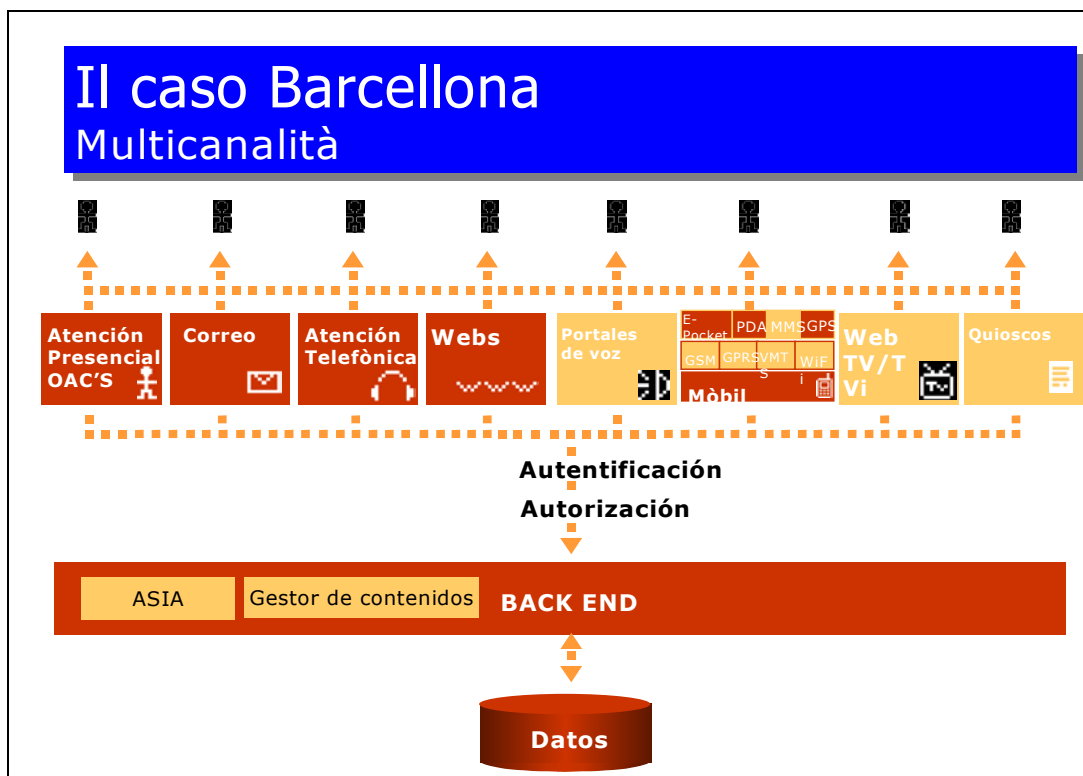 Il caso Barcellona
Multicanalità
Atención
Presencial
OAC'S
Correo
Atención
Telefònica
Webs
Portales
de voz
E-
Pocket
PDA
MMS
GPS
GSM
GPRS
VMT
S
WiF
i
Mòbil
Web
TV/T
Vi
TV
Quioscos
Autentificación
Autorización
ASIA
Gestor de contenidos
BACK END
Datos